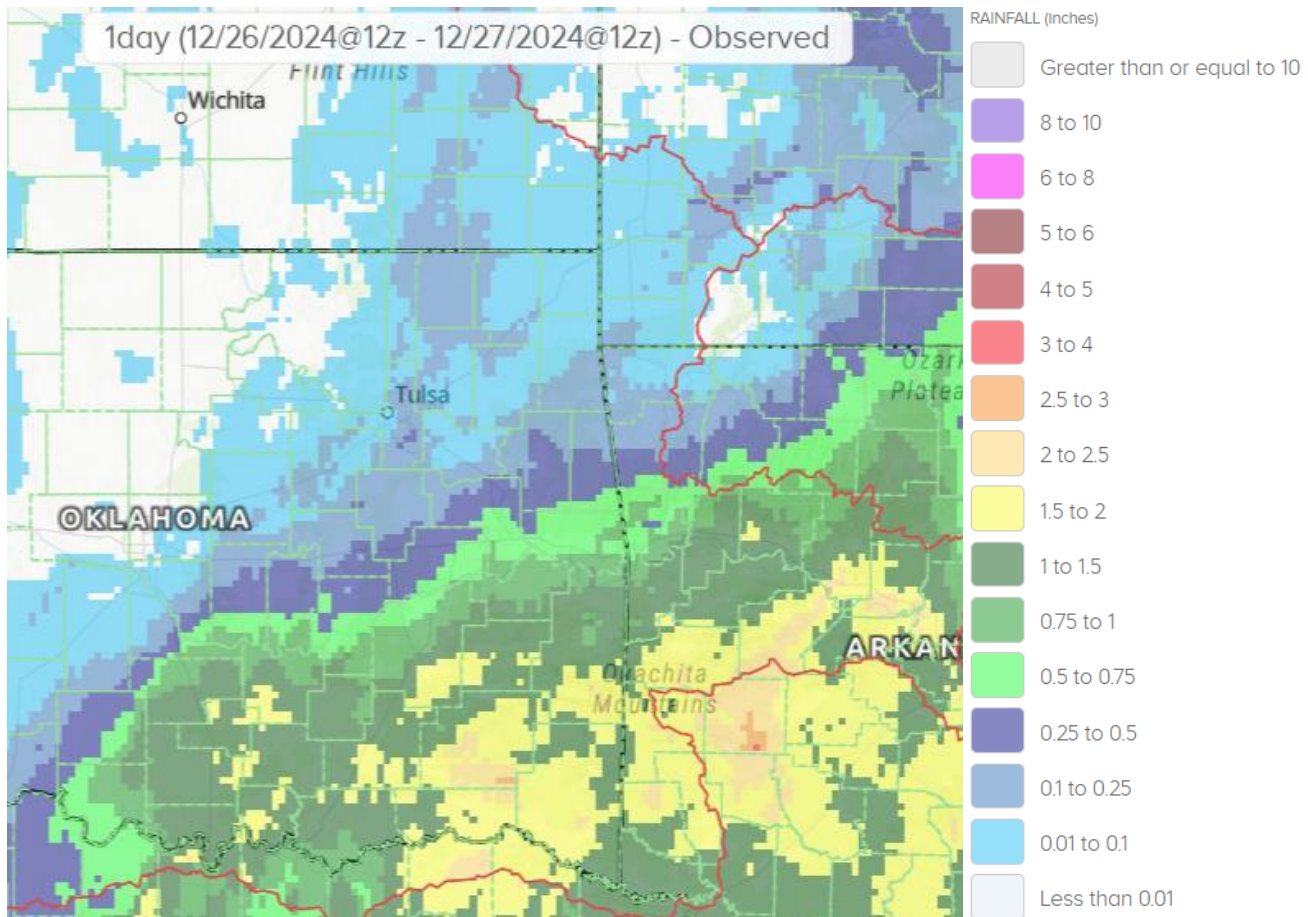 1day (12/26/2024@12z - 12/27/2024@12z) - Observed
Flint Hills
Wichita
Tulsa
Ozark
Platea
OKLAHOMA
ARKAN
Ouachita
Mountains
RAINFALL (Inches)
Greater than or equal to 10
8 to 10
6 to 8
5 to 6
4 to 5
3 to 4
2.5 to 3
2 to 2.5
1.5 to 2
1 to 1.5
0.75 to 1
0.5 to 0.75
0.25 to 0.5
0.1 to 0.25
0.01 to 0.1
Less than 0.01